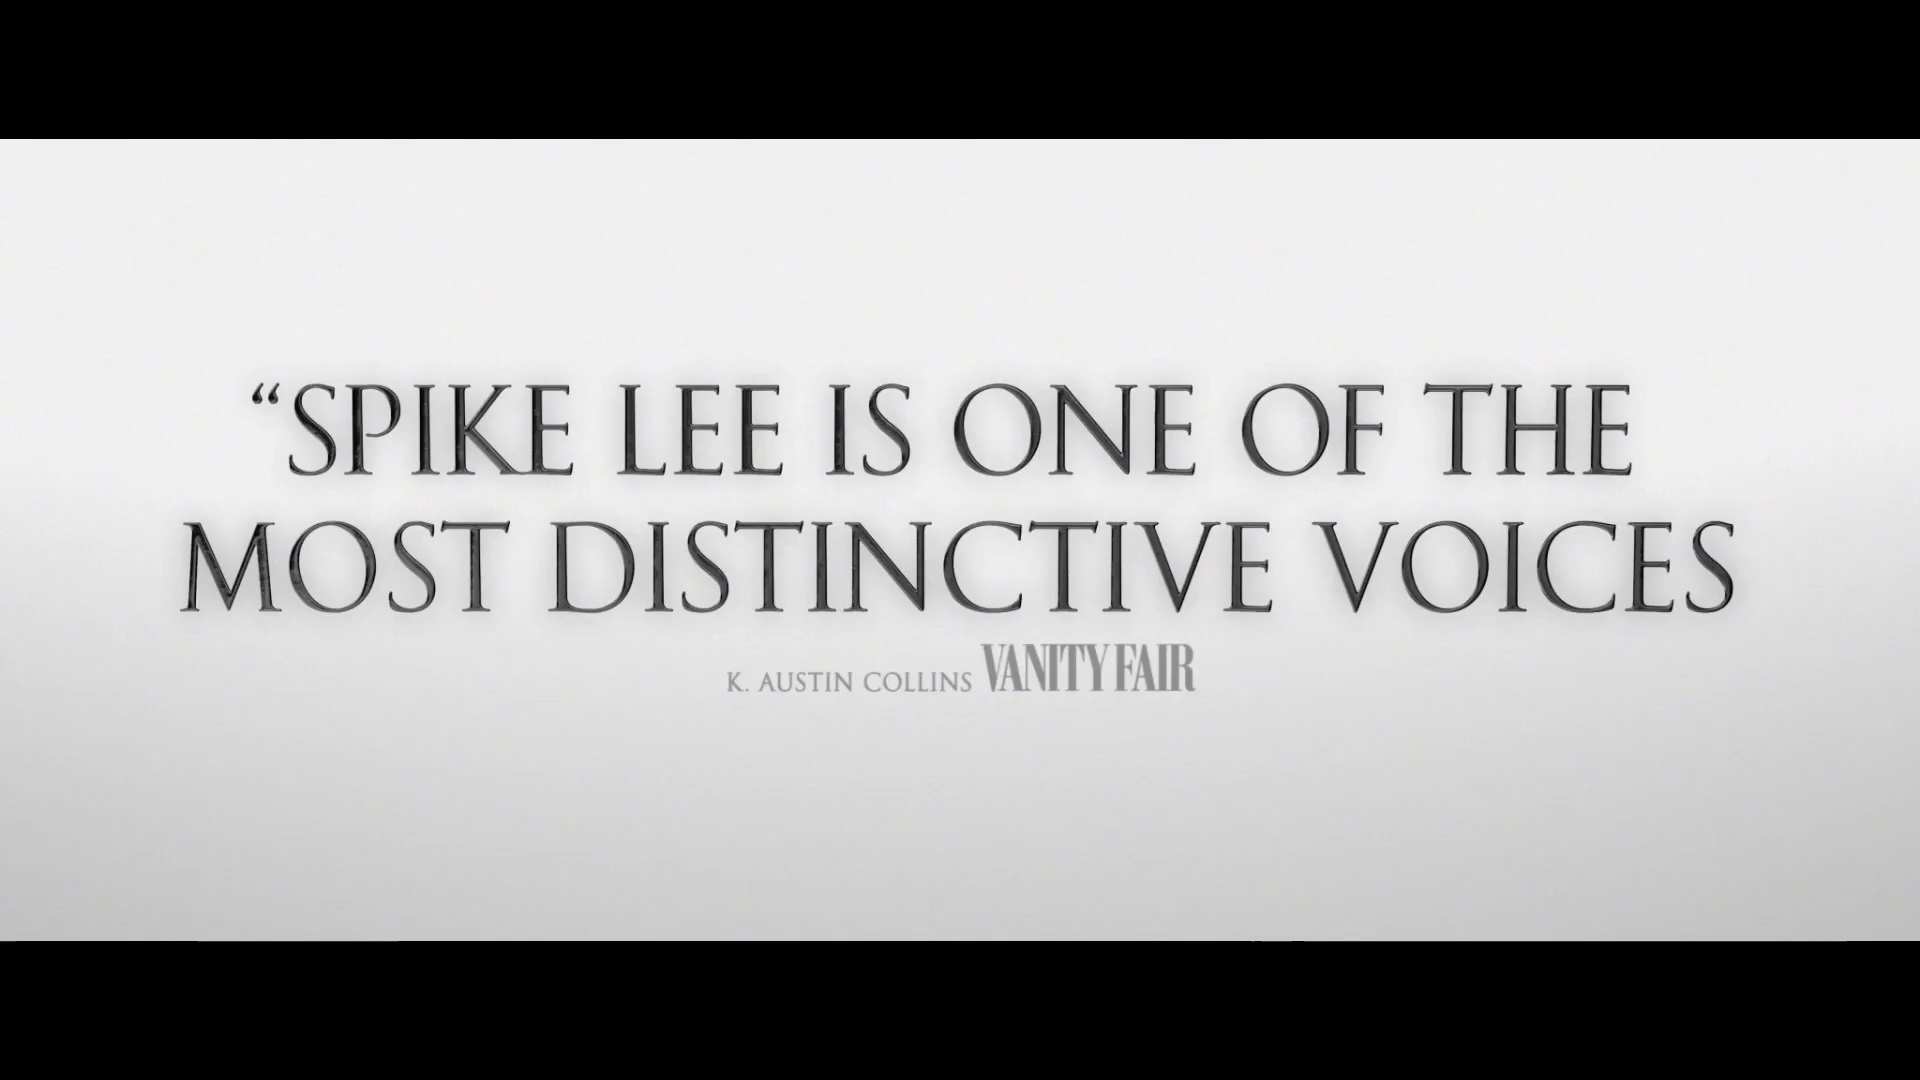 “SPIKE LEE IS ONE OF THE
MOST DISTINCTIVE VOICES
K. AUSTIN COLLINS VANITY FAIR